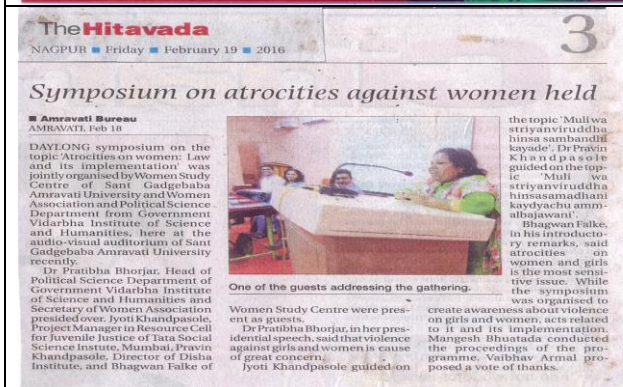 TheHitavada
NAGPUR ■ Friday ■ February 19 ■ 2016
3
Symposium on atrocities against women held
■ Amravati Bureau
AMRAVATI, Feb 18
DAYLONG symposium on the
topic 'Atrocities on women: Law
and its implementation' was
jointly organised by Women Study
Centre of Sant Gadgebaba
Amravati University and Women
Association and Political Science
Department from Government
Vidarbha Institute of Science
and Humanities, here at the
audio-visual auditorium of Sant
Gadgebaba Amravati University
recently.
Dr Pratibha Bhorjar, Head of
Political Science Department of
Government Vidarbha Institute
of Science and Humanities and
Secretary of Women Association
presided over. Jyoti Khandpasole,
Project Manager in Resource Cell
for Juvenile Justice of Tata Social
Science Instute, Mumbai, Pravin
Khandpasole, Director of Disha
Institute, and Bhagwan Falke of
One of the guests addressing the gathering.
Women Study Centre were pres-
ent as guests.
Dr Pratibha Bhorjar, in her pres-
idential speech, said that violence
against girls and women is cause
of great concern.
Jyoti Khandpasole guided on
the topic 'Muli wa
striyanviruddha
hinsa sambandhi
kayade'. Dr Pravin
Khandpasole
guided on the top-
ic 'Muli wa
striyanviruddha
hinsasamadhani
kaydyachu amm-
albajawani'.
Bhagwan Falke,
in his introducto-
ry remarks, said
atrocities on
women and girls
is the most sensi-
tive issue. While
the symposium
was organised to
create awareness about violence
on girls and women, acts related
to it and its implementation.
Mangesh Bhuatada conducted
the proceedings of the pro-
gramme. Vaibhav Armal pro-
posed a vote of thanks.